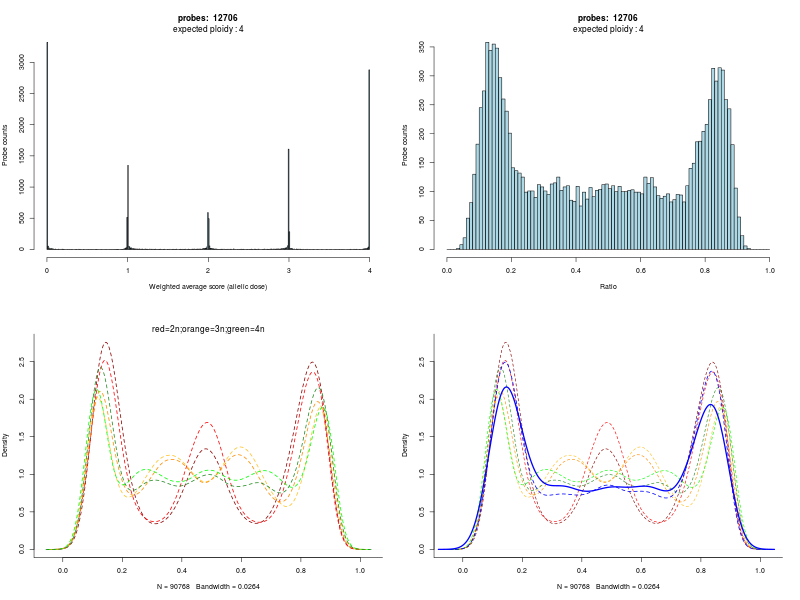 probes: 12706
expected ploidy : 4
Probe counts
0 500 1000 1500 2000 2500 3000
0 1 2 3 4
Weighted average score (allelic dose)
probes: 12706
expected ploidy : 4
Probe counts
0 50 100 150 200 250 300 350
0.0 0.2 0.4 0.6 0.8 1.0
Ratio
red=2n;orange=3n;green=4n
Density
0.0 0.5 1.0 1.5 2.0 2.5
0.0 0.2 0.4 0.6 0.8 1.0
N = 90768 Bandwidth = 0.0264
Density
0.0 0.5 1.0 1.5 2.0 2.5
0.0 0.2 0.4 0.6 0.8 1.0
N = 90768 Bandwidth = 0.0264